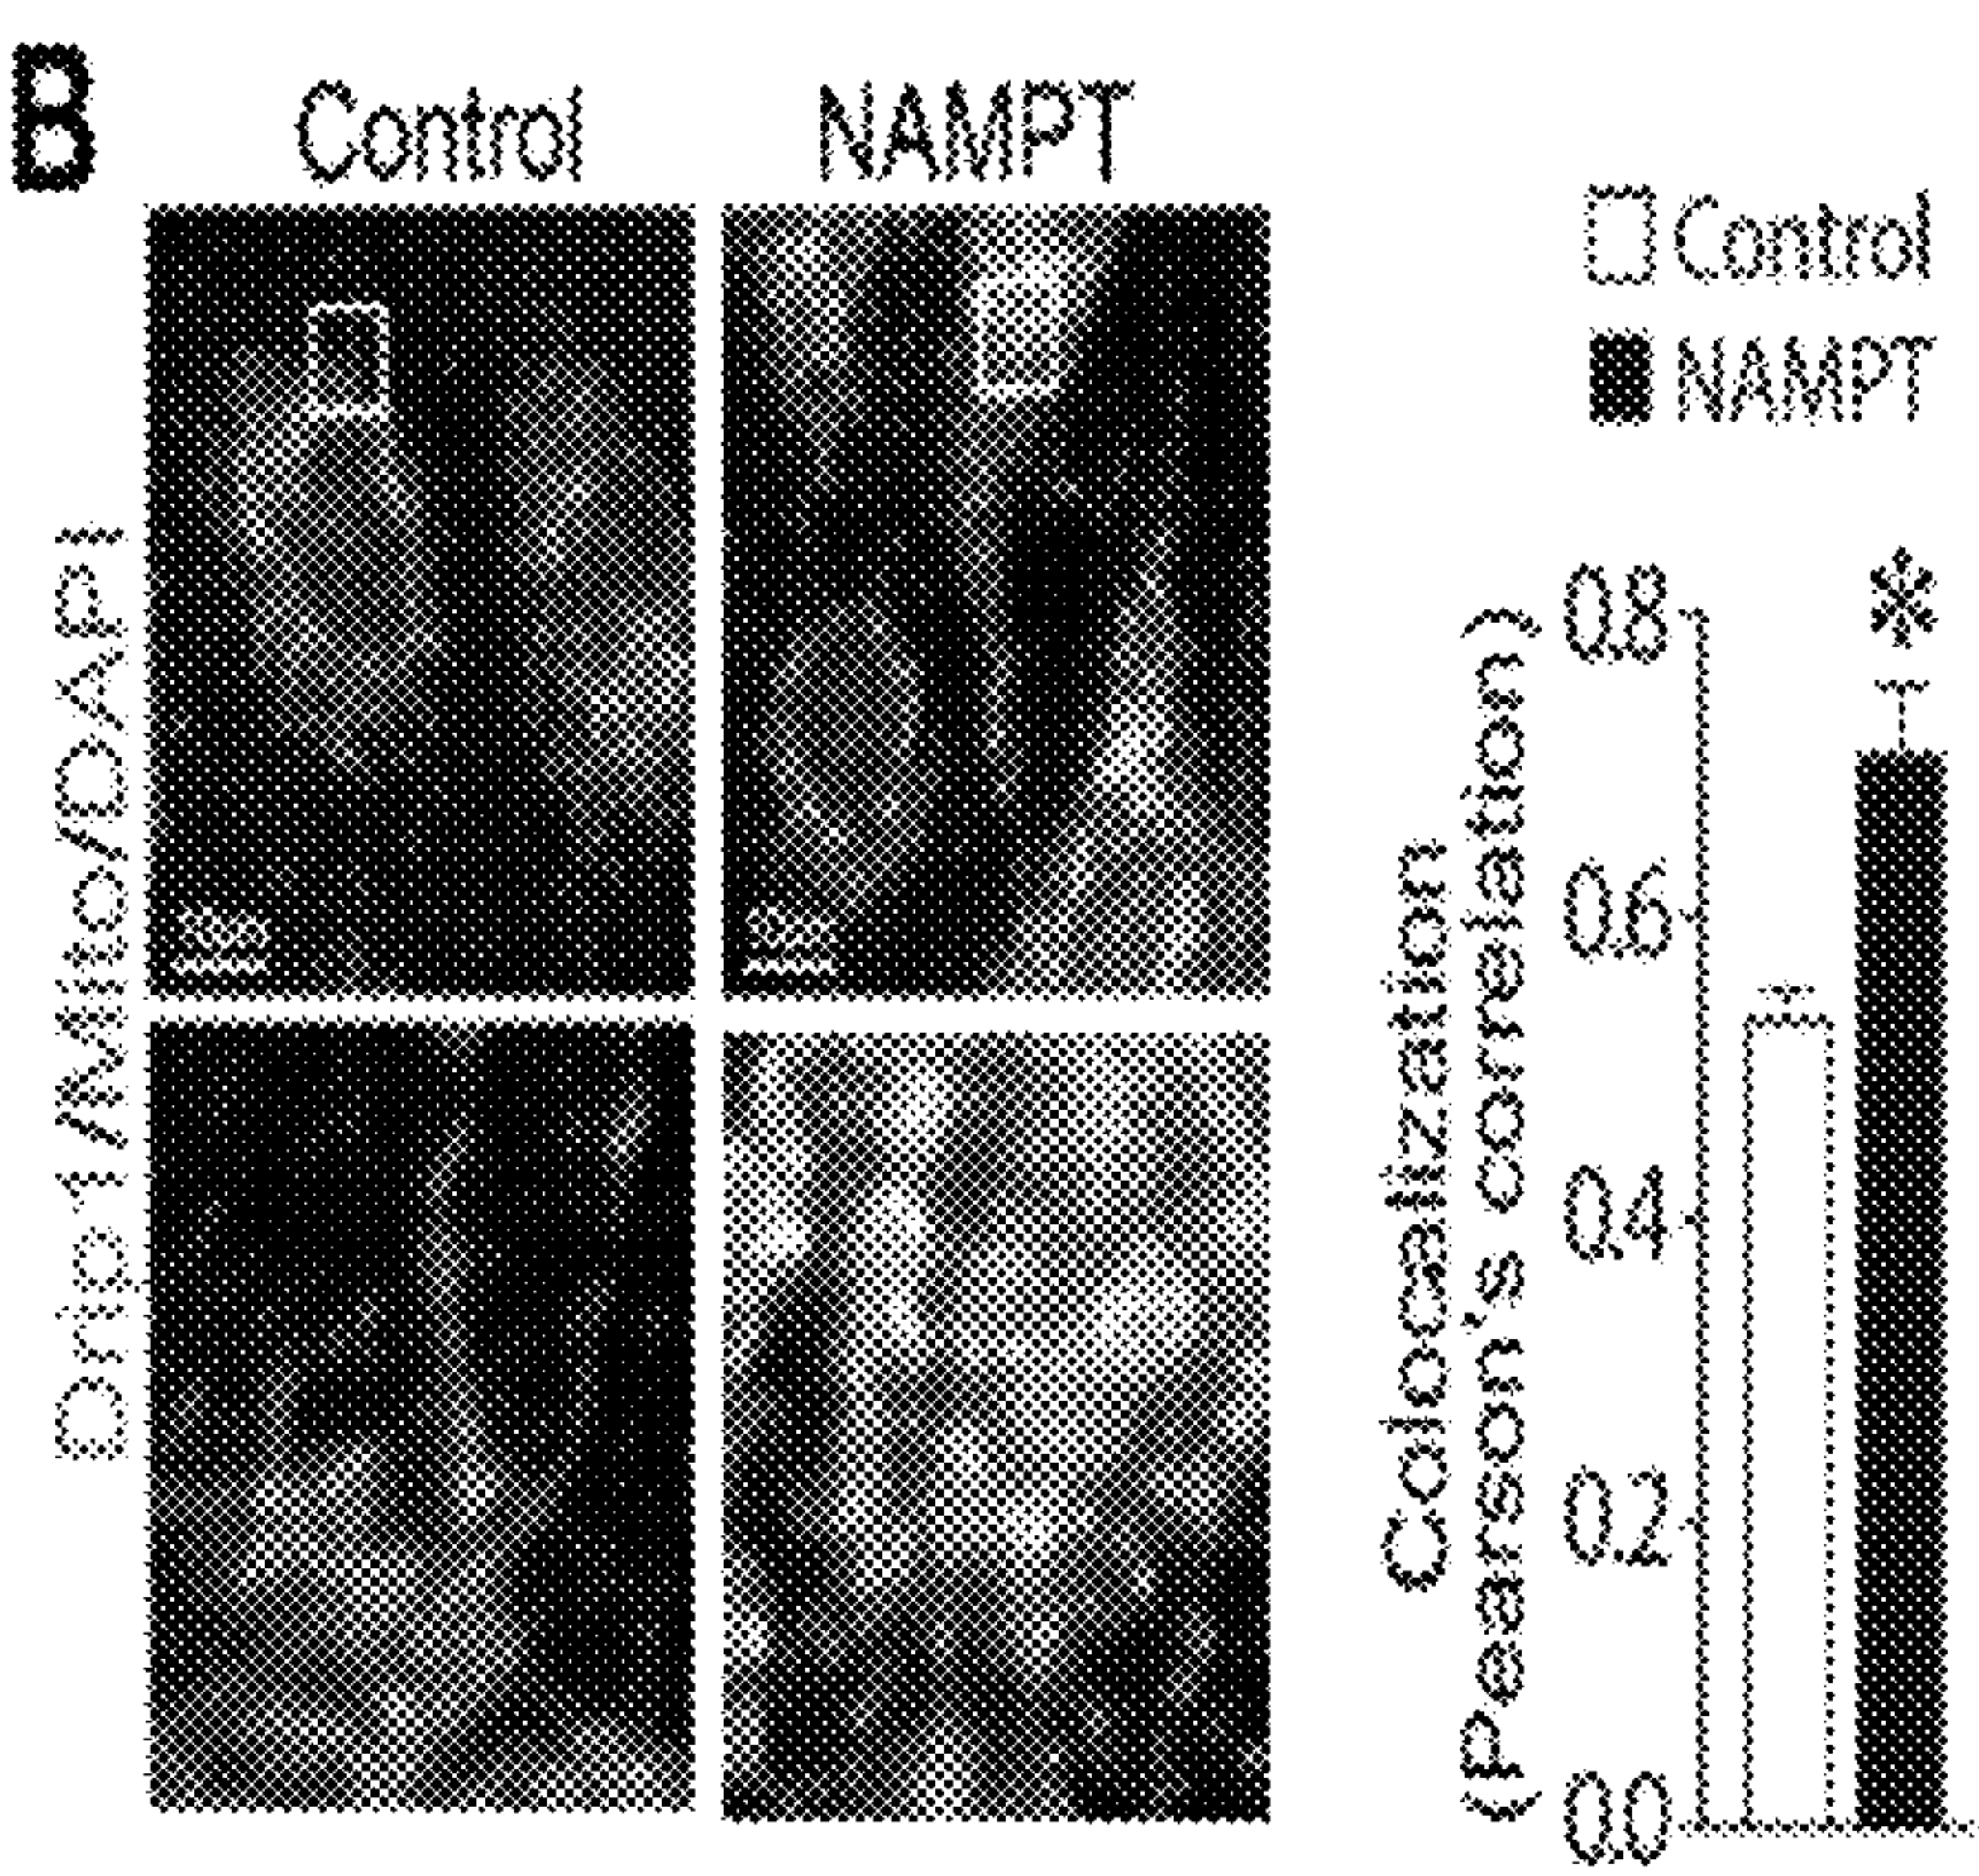 B
Control
NAMPT
Drp1/Mito/DAPI
Control
NAMPT
Colocalization
(Pearson's correlation)
0.8
*
0.6
0.4
0.2
0.0